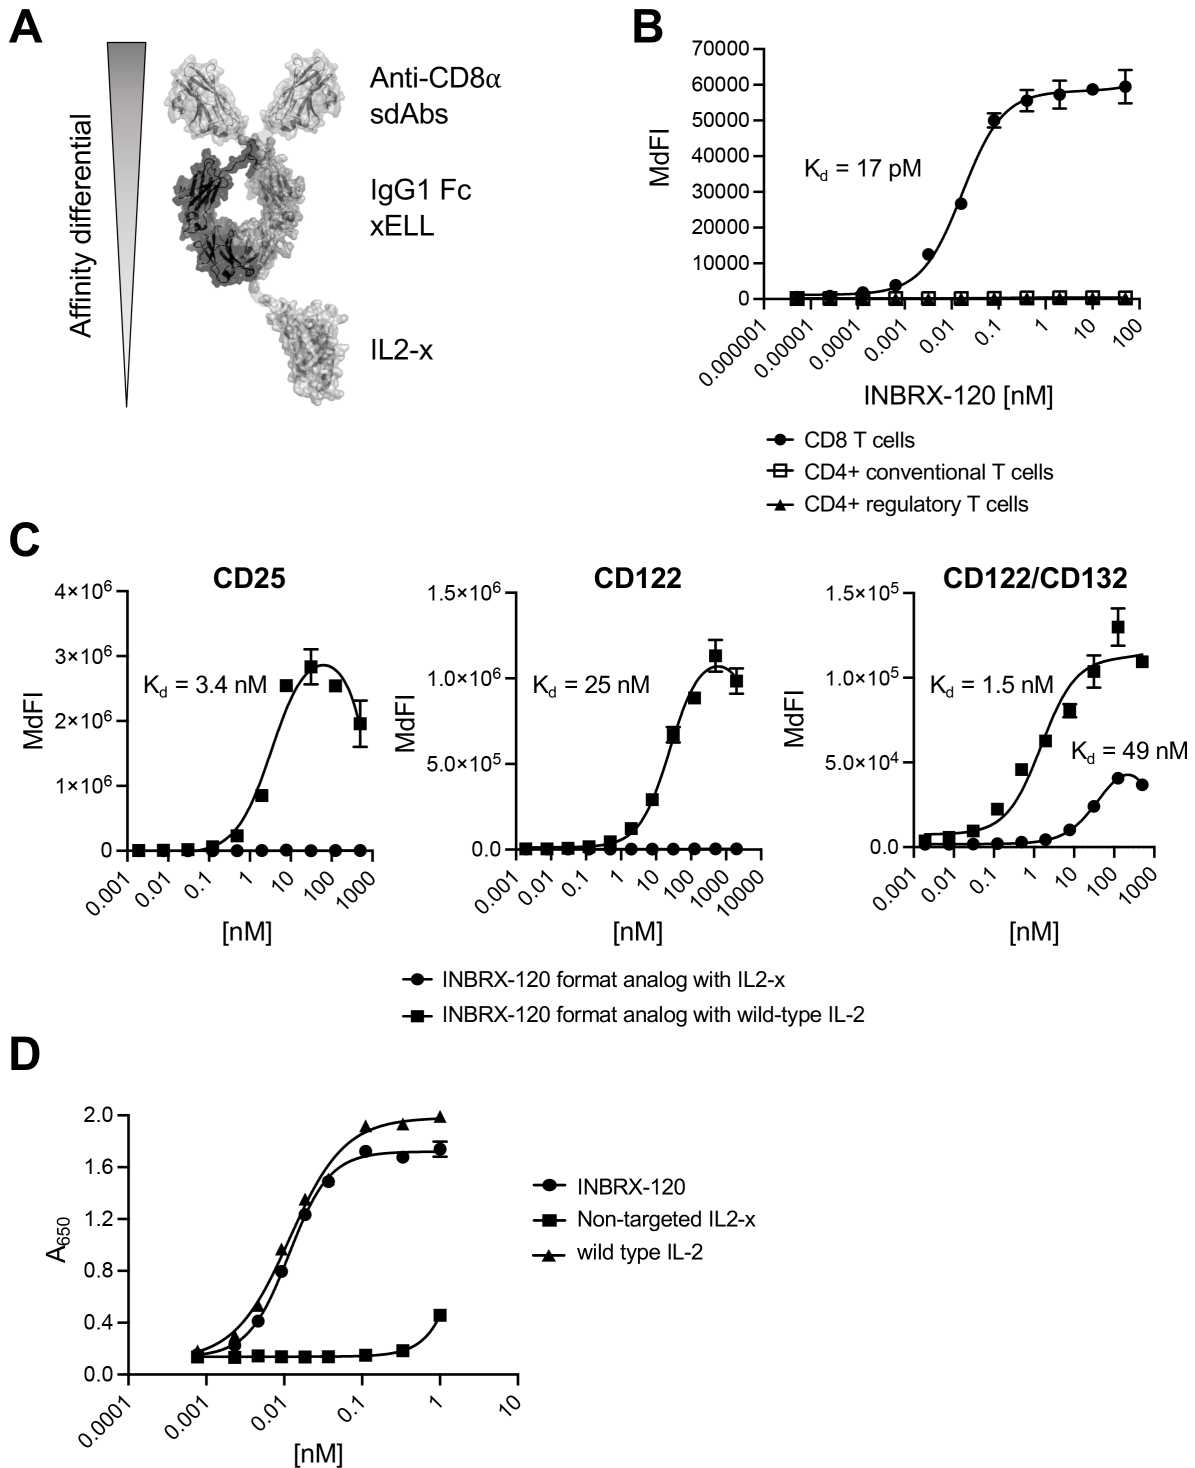 A
Affinity differential
Anti-CD8α
sdAbs
IgG1 Fc
xELL
IL2-x
B
MdFI
70000
60000
50000
40000
30000
20000
10000
0
K_d = 17 pM
0.000001
0.00001
0.0001
0.001
0.01
0.1
1
10
100
INBRX-120 [nM]
CD8 T cells
CD4+ conventional T cells
CD4+ regulatory T cells
C
CD25
MdFI
4×10⁶
3×10⁶
2×10⁶
1×10⁶
0
K_d = 3.4 nM
0.001
0.01
0.1
1
10
100
1000
[nM]
CD122
MdFI
1.5×10⁶
1.0×10⁶
5.0×10⁵
0.0
K_d = 25 nM
0.001
0.01
0.1
1
10
100
1000
10000
[nM]
CD122/CD132
MdFI
1.5×10⁵
1.0×10⁵
5.0×10⁴
0.0
K_d = 1.5 nM
K_d = 49 nM
0.001
0.01
0.1
1
10
100
1000
[nM]
INBRX-120 format analog with IL2-x
INBRX-120 format analog with wild-type IL-2
D
A₆₅₀
2.0
1.6
1.2
0.8
0.4
0.0
0.0001
0.001
0.01
0.1
1
10
[nM]
INBRX-120
Non-targeted IL2-x
wild type IL-2